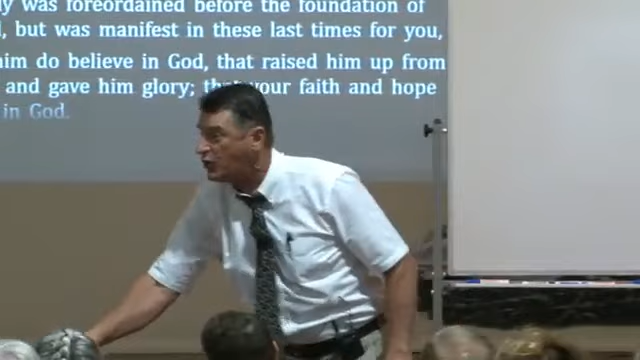 was foreordained before the foundation of
but was manifest in these last times for you,
him do believe in God, that raised him up from
and gave him glory; that your faith and hope
in God.